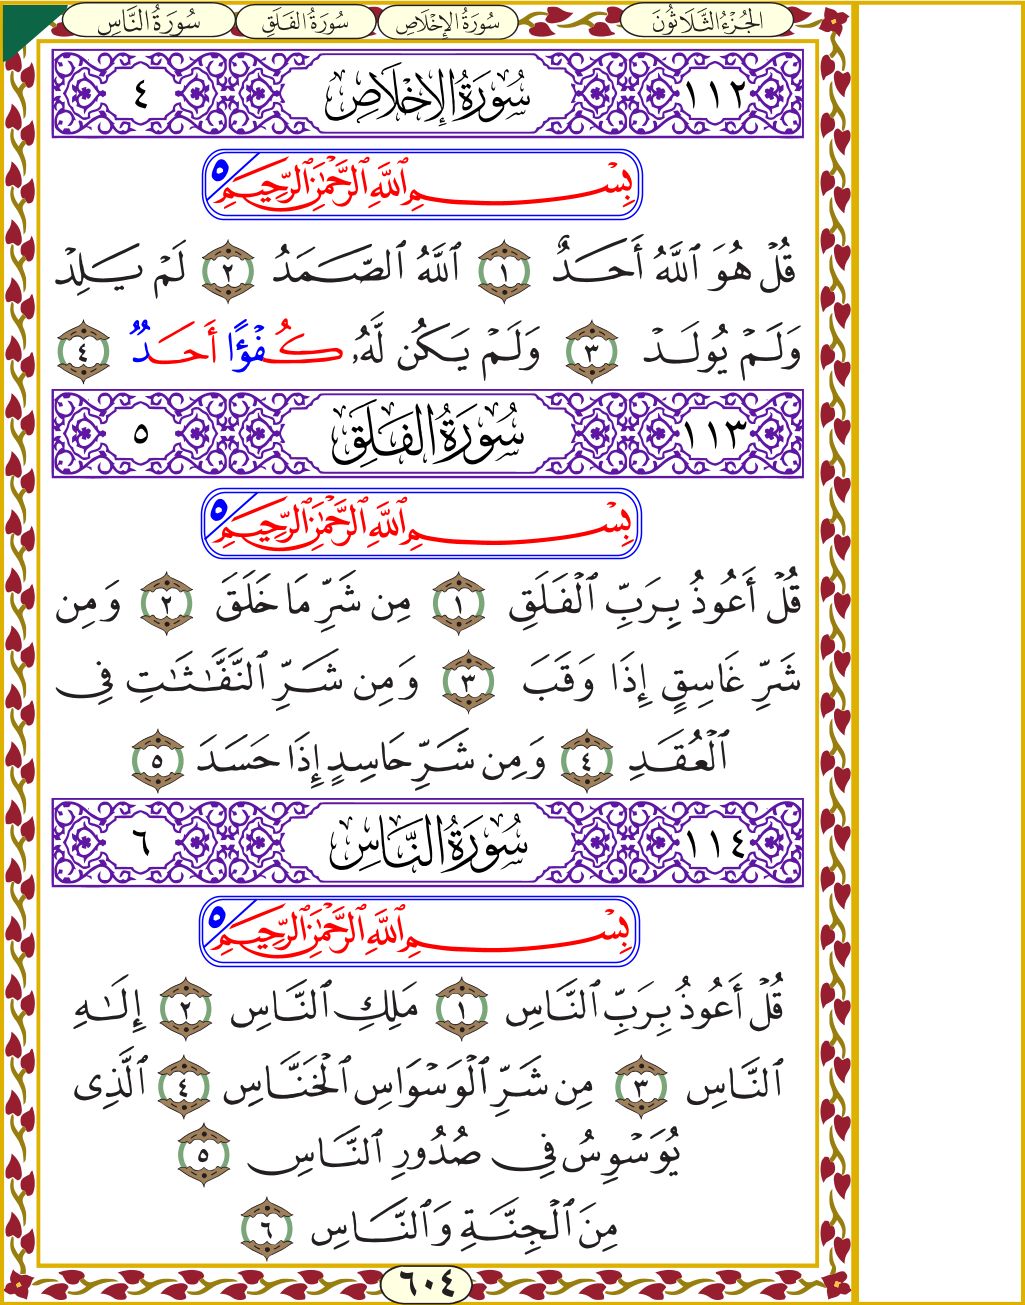 الجُزْءُ الثَّلَاثُونَ سُورَةُ الإِخْلَاصِ سُورَةُ الفَلَقِ سُورَةُ النَّاسِ
١١٢ سُورَةُ الإِخْلَاصِ ٤
بِسْمِ ٱللَّهِ ٱلرَّحْمَٰنِ ٱلرَّحِيمِ ٥
قُلْ هُوَ ٱللَّهُ أَحَدٌ ١ ٱللَّهُ ٱلصَّمَدُ ٢ لَمْ يَلِدْ
وَلَمْ يُولَدْ ٣ وَلَمْ يَكُن لَّهُۥ كُفْؤًا أَحَدٌۢ ٤
١١٣ سُورَةُ الفَلَقِ ٥
بِسْمِ ٱللَّهِ ٱلرَّحْمَٰنِ ٱلرَّحِيمِ ٥
قُلْ أَعُوذُ بِرَبِّ ٱلْفَلَقِ ١ مِن شَرِّ مَا خَلَقَ ٢ وَمِن
شَرِّ غَاسِقٍ إِذَا وَقَبَ ٣ وَمِن شَرِّ ٱلنَّفَّٰثَٰتِ فِى
ٱلْعُقَدِ ٤ وَمِن شَرِّ حَاسِدٍ إِذَا حَسَدَ ٥
١١٤ سُورَةُ النَّاسِ ٦
بِسْمِ ٱللَّهِ ٱلرَّحْمَٰنِ ٱلرَّحِيمِ ٥
قُلْ أَعُوذُ بِرَبِّ ٱلنَّاسِ ١ مَلِكِ ٱلنَّاسِ ٢ إِلَٰهِ
ٱلنَّاسِ ٣ مِن شَرِّ ٱلْوَسْوَاسِ ٱلْخَنَّاسِ ٤ ٱلَّذِى
يُوَسْوِسُ فِى صُدُورِ ٱلنَّاسِ ٥
مِنَ ٱلْجِنَّةِ وَٱلنَّاسِ ٦
٦٠٤